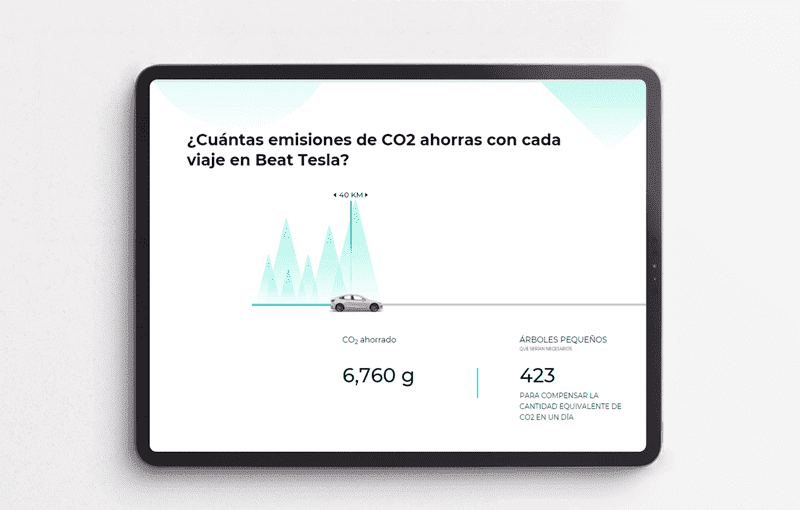 ¿Cuántas emisiones de CO2 ahorras con cada
viaje en Beat Tesla?
40 KM
CO₂ ahorrado
6,760 g
ÁRBOLES PEQUEÑOS
QUE SERÍAN NECESARIOS
423
PARA COMPENSAR LA
CANTIDAD EQUIVALENTE DE
CO2 EN UN DÍA